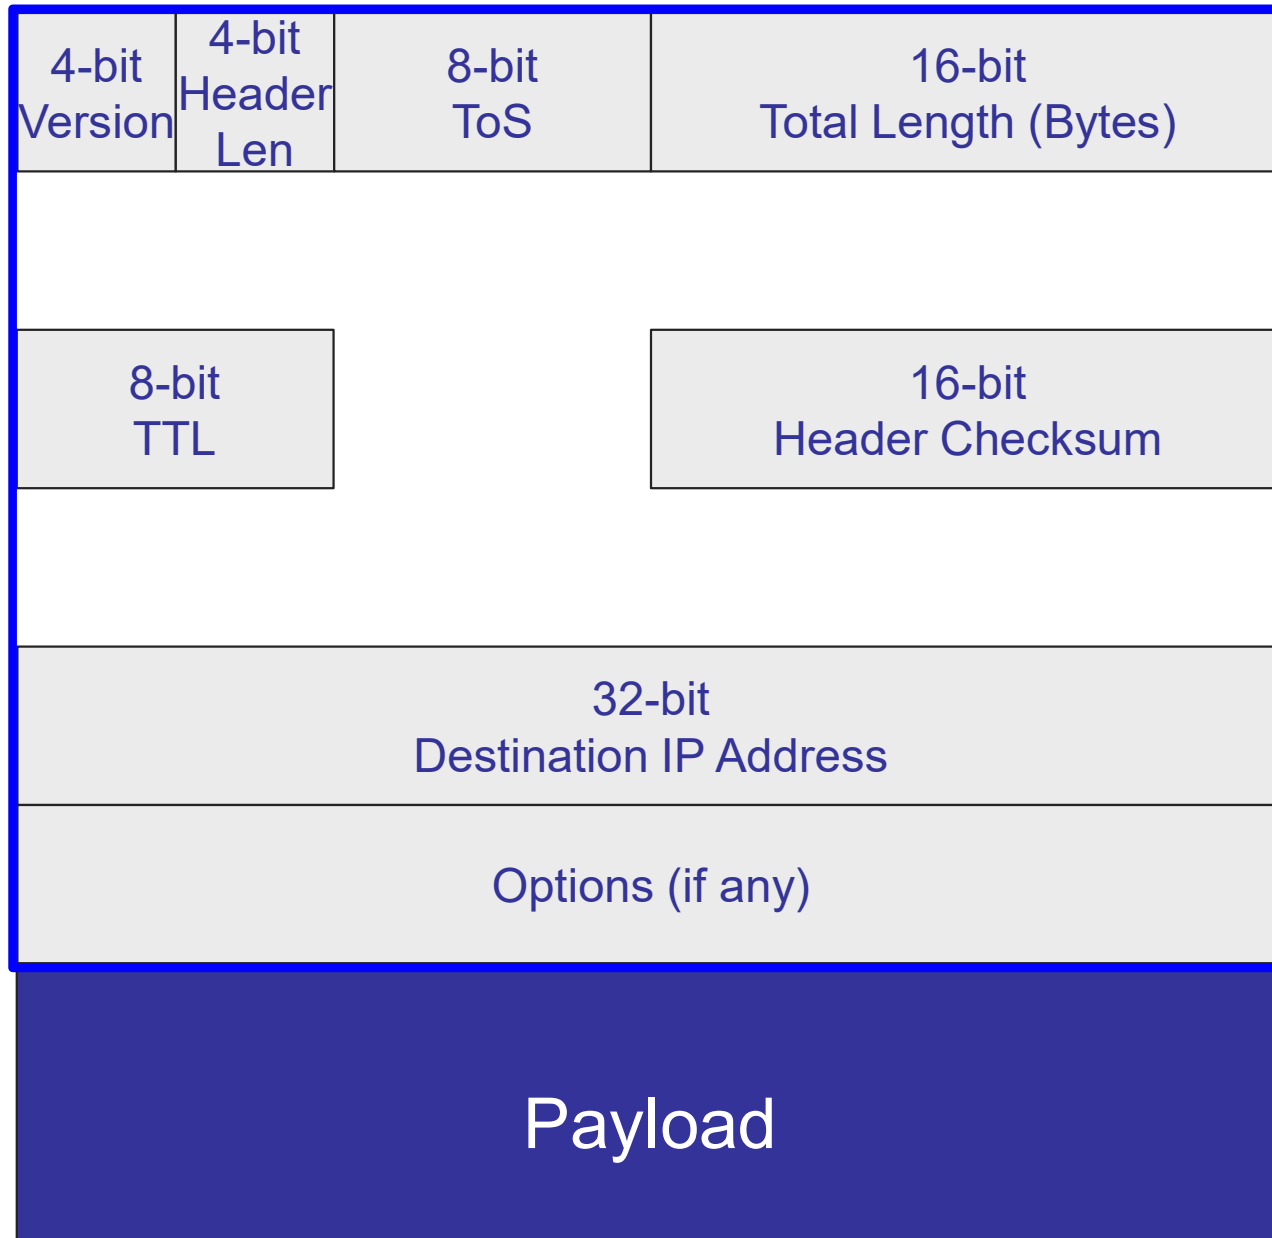 4-bit
Version
4-bit
Header
Len
8-bit
ToS
16-bit
Total Length (Bytes)
8-bit
TTL
16-bit
Header Checksum
32-bit
Destination IP Address
Options (if any)
Payload